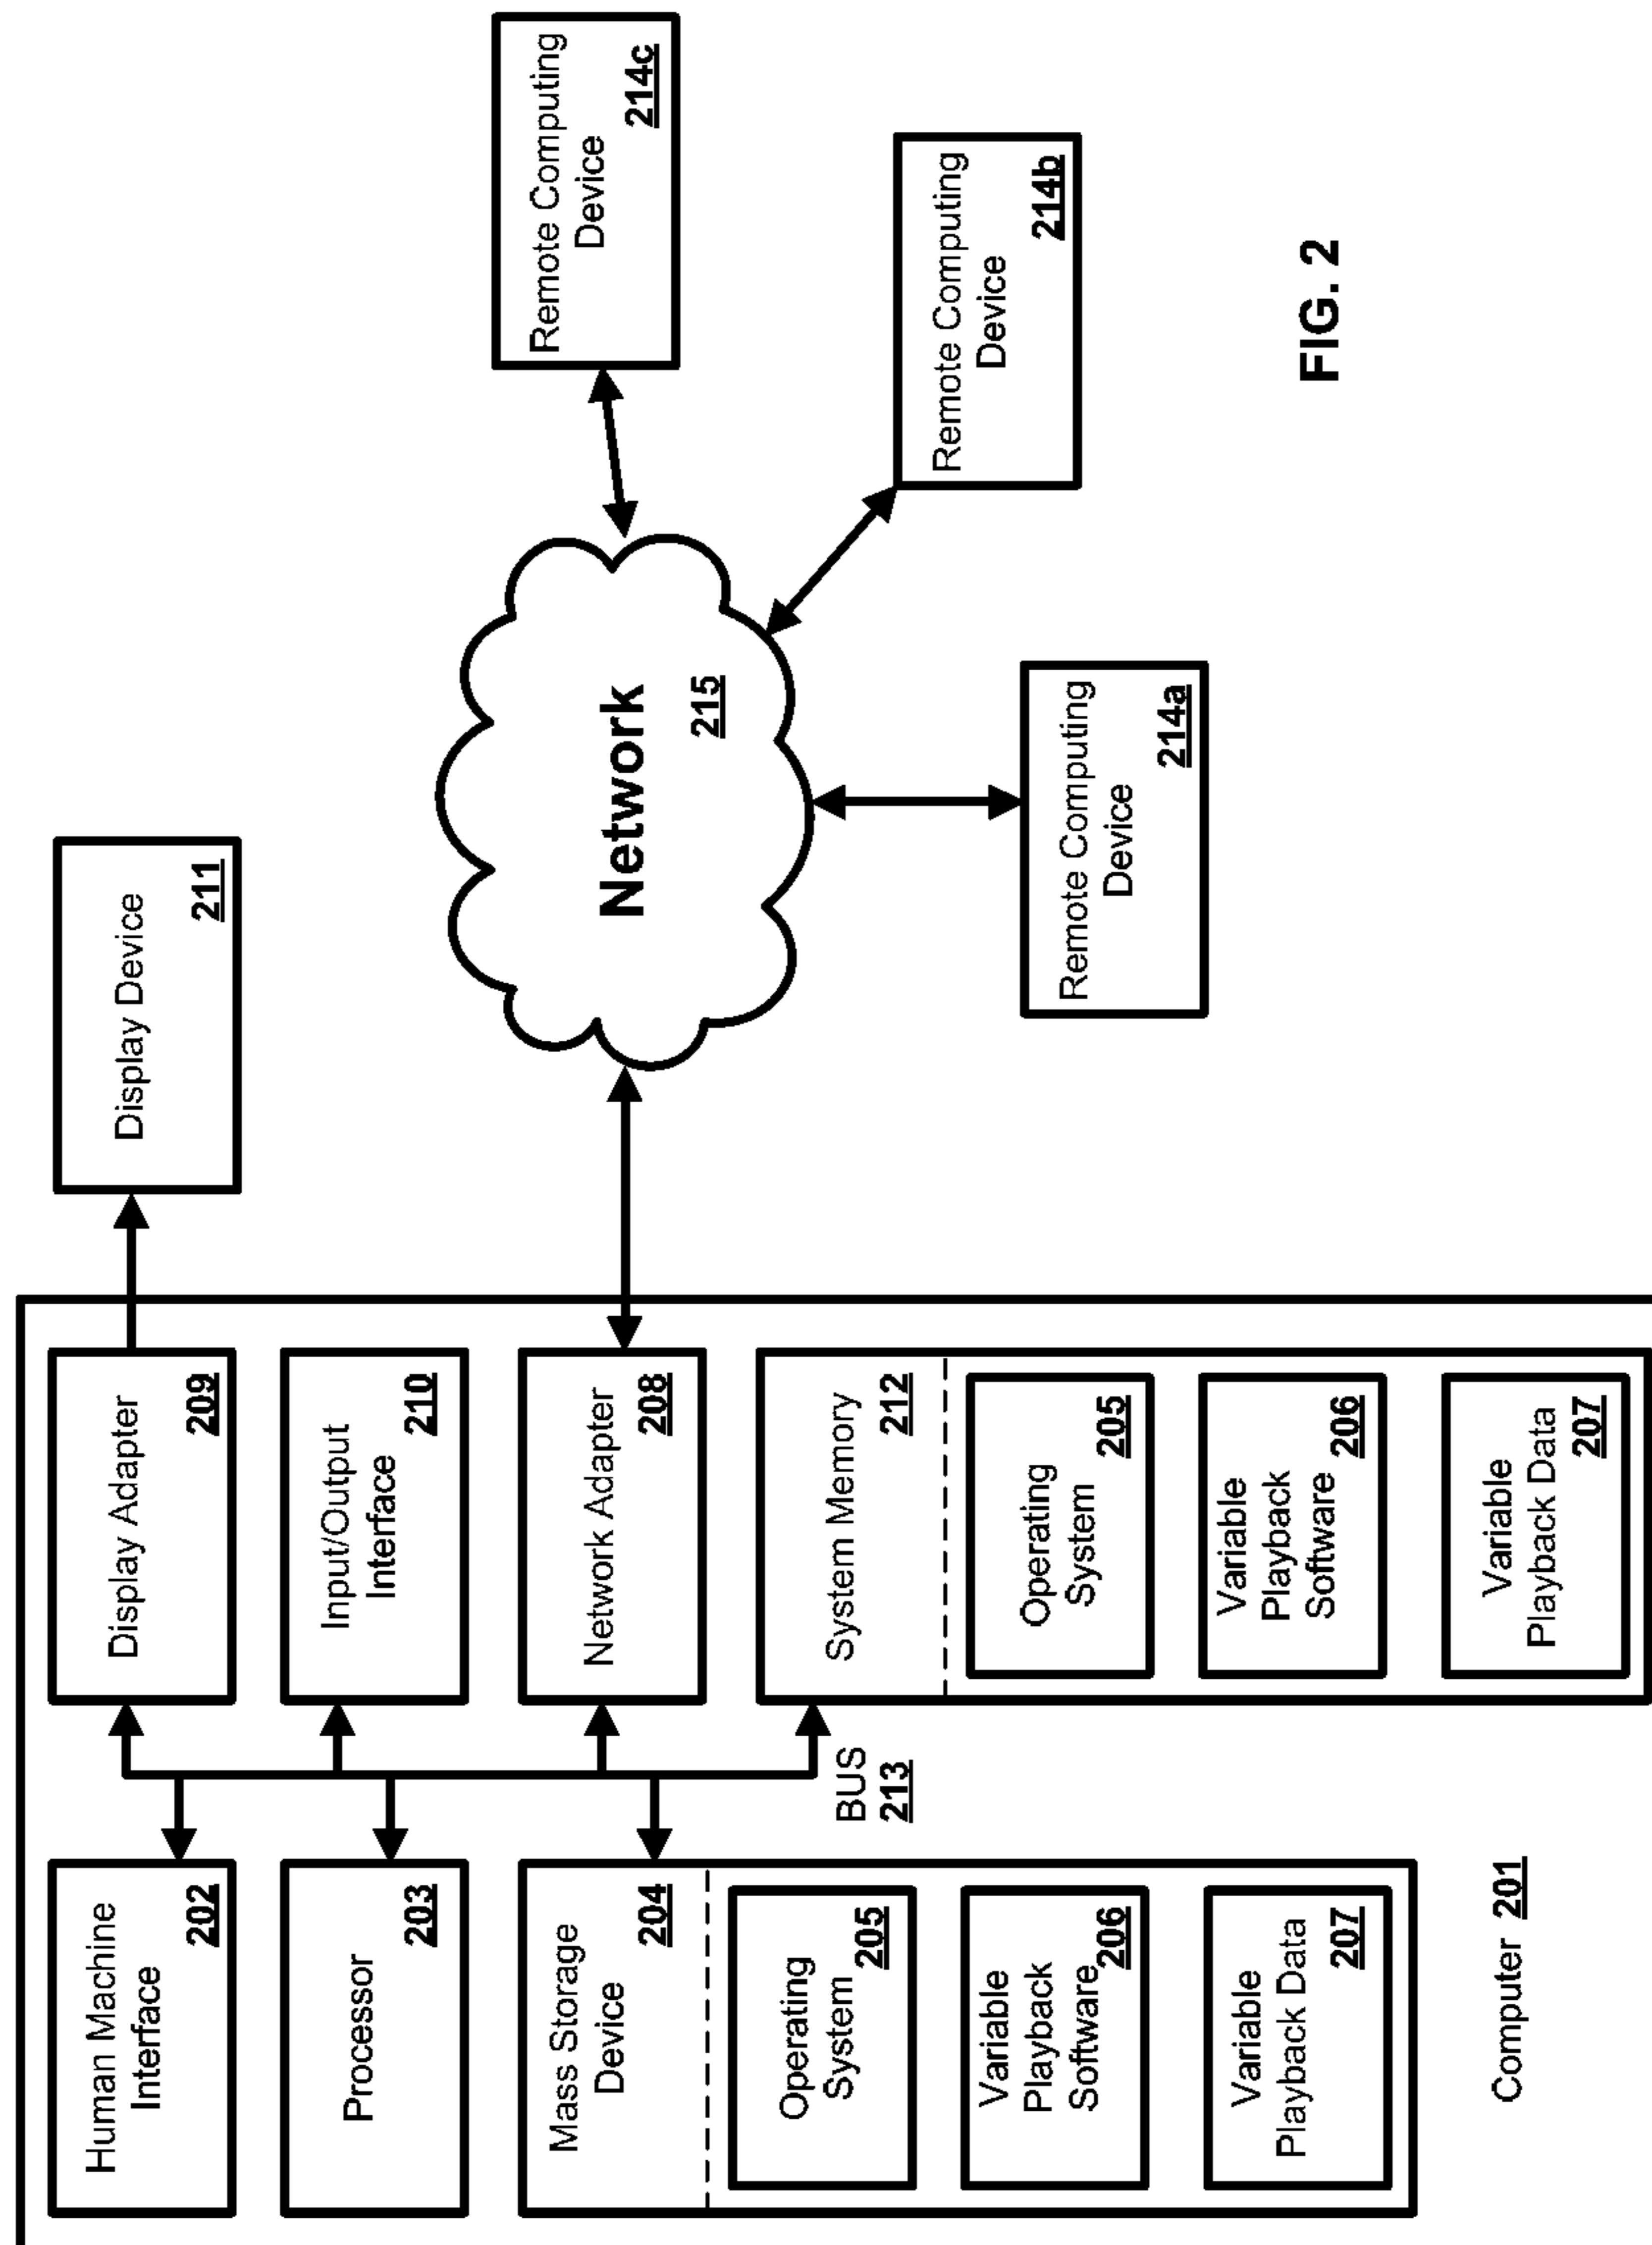 Human Machine
Interface
202
Processor
203
Mass Storage
Device
204
Operating
System
205
Variable
Playback
Software
206
Variable
Playback Data
207
Computer 201
BUS
213
Display Adapter
209
Input/Output
Interface
210
Network Adapter
208
System Memory
212
Operating
System
205
Variable
Playback
Software
206
Variable
Playback Data
207
Display Device
211
Network
215
Remote Computing
Device
214a
Remote Computing
Device
214b
Remote Computing
Device
214c
FIG. 2